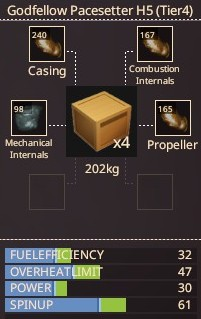 Godfellow Pacesetter H5 (Tier4)
240
167
Casing
Combustion
Internals
98
165
x4
Mechanical
Internals
Propeller
202kg
FUELEFFICIENCY 32
OVERHEATLIMIT 47
POWER 30
SPINUP 61